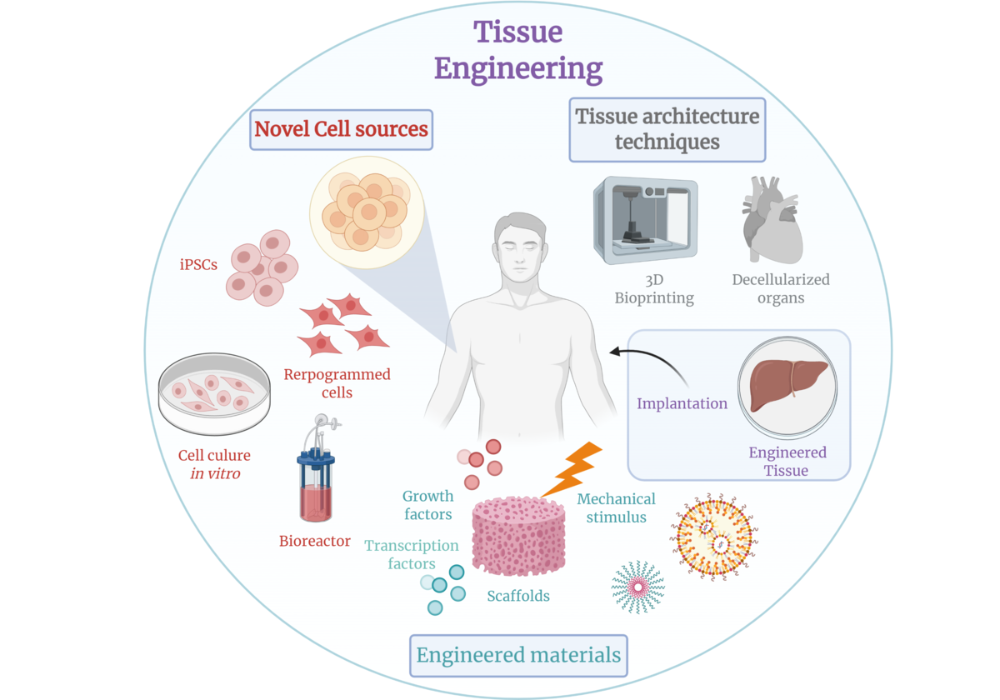 Tissue
Engineering
Novel Cell sources
Tissue architecture
techniques
iPSCs
Rerpogrammed
cells
Cell culure
in vitro
Bioreactor
3D
Bioprinting
Decellularized
organs
Implantation
Engineered
Tissue
Growth
factors
Mechanical
stimulus
Transcription
factors
Scaffolds
Engineered materials